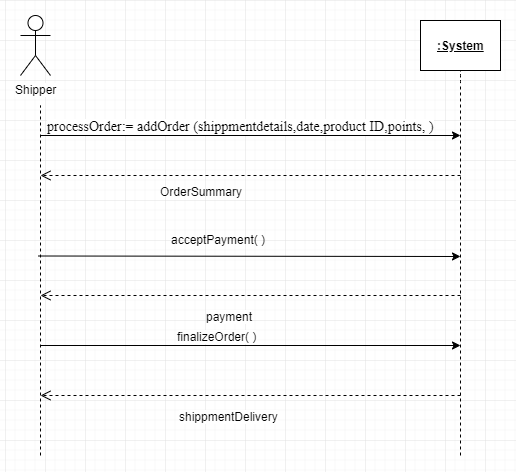 :System
Shipper
processOrder:= addOrder (shippmentdetails,date,product ID,points, )
OrderSummary
acceptPayment( )
payment
finalizeOrder( )
shippmentDelivery